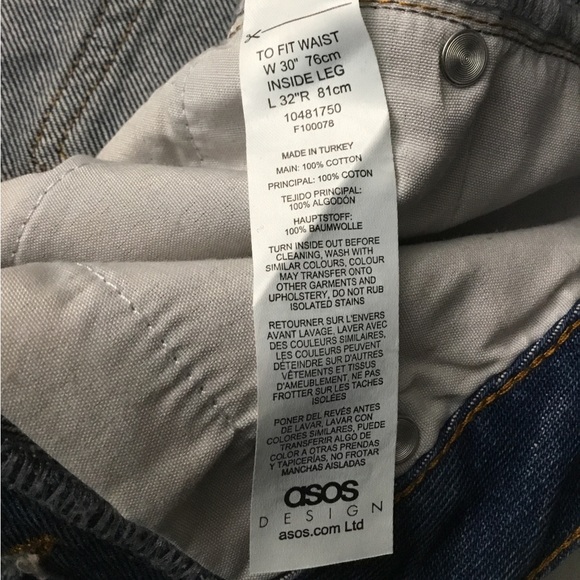 TO FIT WAIST
W 30" 76cm
INSIDE LEG
L 32"R 81cm
10481750
F100078
MADE IN TURKEY
MAIN: 100% COTTON
PRINCIPAL: 100% COTON
TEJIDO PRINCIPAL:
100% ALGODÓN
HAUPTSTOFF:
100% BAUMWOLLE
TURN INSIDE OUT BEFORE
CLEANING, WASH WITH
SIMILAR COLOURS, COLOUR
MAY TRANSFER ONTO
OTHER GARMENTS AND
UPHOLSTERY, DO NOT RUB
ISOLATED STAINS
RETOURNER SUR L'ENVERS
AVANT LAVAGE, LAVER AVEC
DES COULEURS SIMILAIRES,
LES COULEURS PEUVENT
DÉTEINDRE SUR D'AUTRES
VÊTEMENTS ET TISSUS
D'AMEUBLEMENT, NE PAS
FROTTER SUR LES TACHES
ISOLÉES
PONER DEL REVÉS ANTES
DE LAVAR, LAVAR CON
COLORES SIMILARES, PUEDE
TRANSFERIR ALGO DE
COLOR A OTRAS PRENDAS
Y TAPICERÍAS, NO FROTAR
MANCHAS AISLADAS
asos
DESIGN
asos.com Ltd